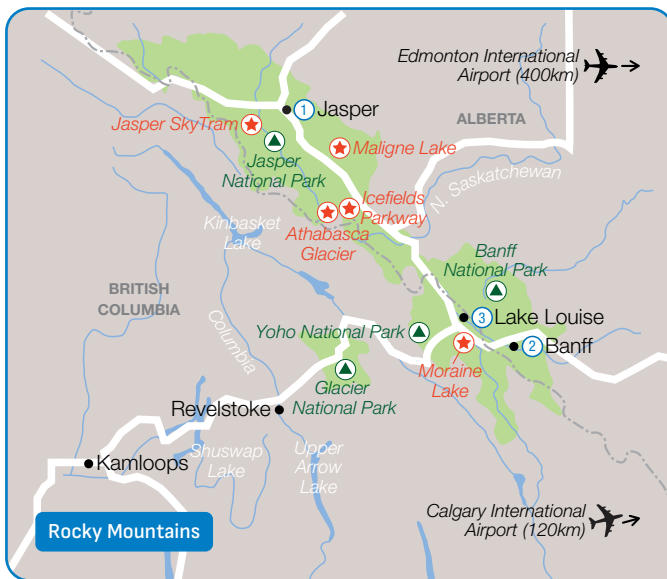 Edmonton International
Airport (400km)
1 Jasper
ALBERTA
Jasper SkyTram
Maligne Lake
Jasper
National Park
N. Saskatchewan
Icefields
Parkway
Kinbasket
Lake
Athabasca
Glacier
Banff
National Park
BRITISH
COLUMBIA
Columbia
3 Lake Louise
Yoho National Park
2 Banff
Moraine
Lake
Glacier
National Park
Revelstoke
Kamloops
Shuswap
Lake
Upper
Arrow
Lake
Calgary International
Airport (120km)
Rocky Mountains